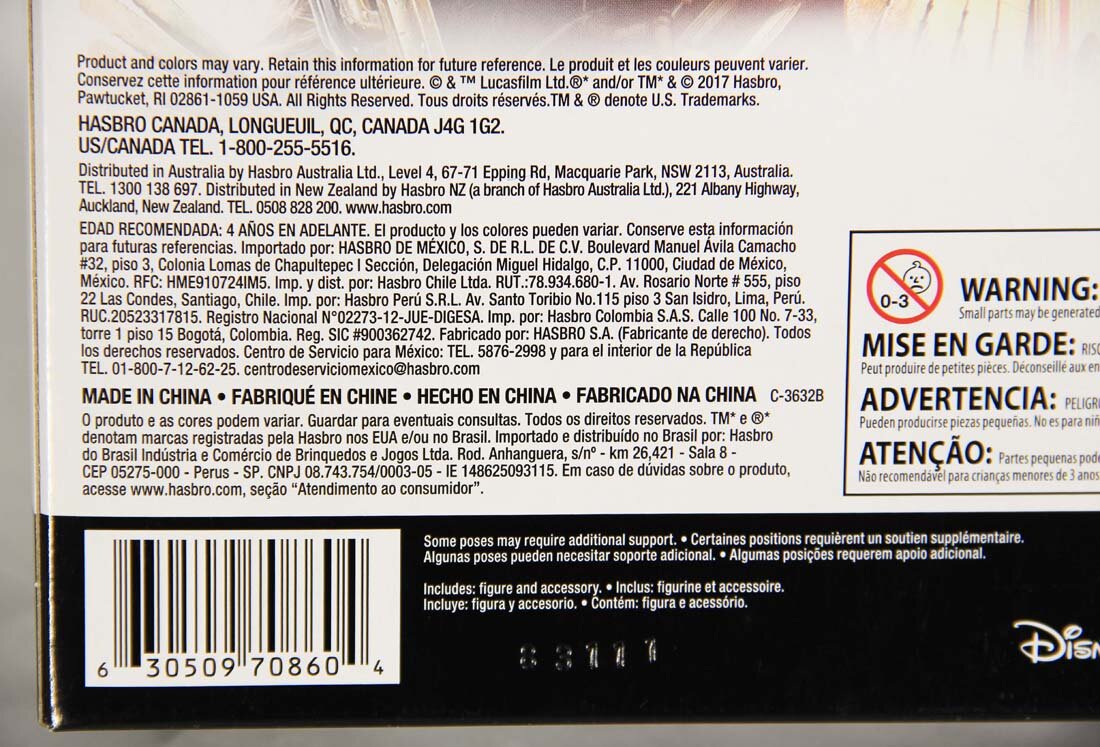 Product and colors may vary. Retain this information for future reference. Le produit et les couleurs peuvent varier.
Conservez cette information pour référence ultérieure. © & ™ Lucasfilm Ltd.®* and/or TM* & © 2017 Hasbro,
Pawtucket, RI 02861-1059 USA. All Rights Reserved. Tous droits réservés.TM & ® denote U.S. Trademarks.
HASBRO CANADA, LONGUEUIL, QC, CANADA J4G 1G2.
US/CANADA TEL. 1-800-255-5516.
Distributed in Australia by Hasbro Australia Ltd., Level 4, 67-71 Epping Rd, Macquarie Park, NSW 2113, Australia.
TEL. 1300 138 697. Distributed in New Zealand by Hasbro NZ (a branch of Hasbro Australia Ltd.), 221 Albany Highway,
Auckland, New Zealand. TEL. 0508 828 200. www.hasbro.com
EDAD RECOMENDADA: 4 AÑOS EN ADELANTE. El producto y los colores pueden variar. Conserve esta información
para futuras referencias. Importado por: HASBRO DE MÉXICO, S. DE R.L. DE C.V. Boulevard Manuel Ávila Camacho
#32, piso 3, Colonia Lomas de Chapultepec I Sección, Delegación Miguel Hidalgo, C.P. 11000, Ciudad de México,
México. RFC: HME910724IM5. Imp. y dist. por: Hasbro Chile Ltda. RUT.:78.934.680-1. Av. Rosario Norte # 555, piso
22 Las Condes, Santiago, Chile. Imp. por: Hasbro Perú S.R.L. Av. Santo Toribio No.115 piso 3 San Isidro, Lima, Perú.
RUC.20523317815. Registro Nacional N°02273-12-JUE-DIGESA. Imp. por: Hasbro Colombia S.A.S. Calle 100 No. 7-33,
torre 1 piso 15 Bogotá, Colombia. Reg. SIC #900362742. Fabricado por: HASBRO S.A. (Fabricante de derecho). Todos
los derechos reservados. Centro de Servicio para México: TEL. 5876-2998 y para el interior de la República
TEL. 01-800-7-12-62-25. centrodeserviciomexico@hasbro.com
MADE IN CHINA • FABRIQUÉ EN CHINE • HECHO EN CHINA • FABRICADO NA CHINA C-3632B
O produto e as cores podem variar. Guardar para eventuais consultas. Todos os direitos reservados. TM* e ®*
denotam marcas registradas pela Hasbro nos EUA e/ou no Brasil. Importado e distribuído no Brasil por: Hasbro
do Brasil Indústria e Comércio de Brinquedos e Jogos Ltda. Rod. Anhanguera, s/nº - km 26,421 - Sala 8 -
CEP 05275-000 - Perus - SP. CNPJ 08.743.754/0003-05 - IE 148625093115. Em caso de dúvidas sobre o produto,
acesse www.hasbro.com, seção “Atendimento ao consumidor”.
0-3
WARNING:
Small parts may be generated
MISE EN GARDE: RISQ
Peut produire de petites pièces. Déconseillé aux en
ADVERTENCIA: PELIGR
Pueden producirse piezas pequeñas. No es para niñ
ATENÇÃO: Partes pequenas pode
Não recomendável para crianças menores de 3 anos
Some poses may require additional support. • Certaines positions requièrent un soutien supplémentaire.
Algunas poses pueden necesitar soporte adicional. • Algumas posições requerem apoio adicional.
Includes: figure and accessory. • Inclus: figurine et accessoire.
Incluye: figura y accesorio. • Contém: figura e acessório.
6 30509 70860 4
Disn